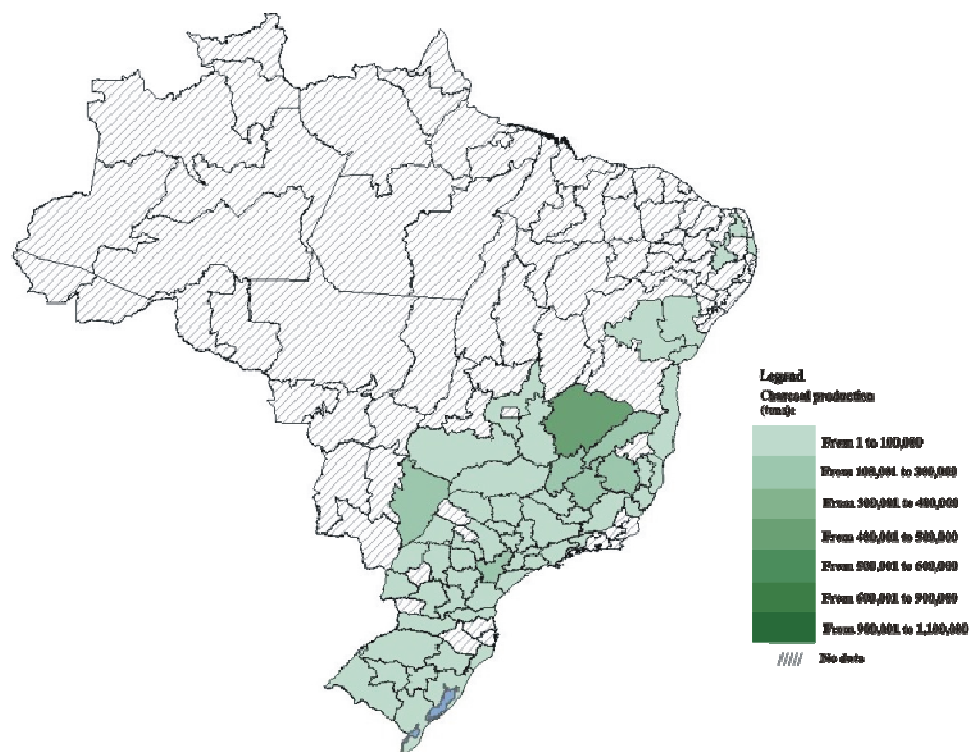 Legend
Charcoal production
(tons):
From 1 to 100,000
From 100,001 to 300,000
From 300,001 to 400,000
From 400,001 to 500,000
From 500,001 to 600,000
From 600,001 to 900,000
From 900,001 to 1,100,000
No data